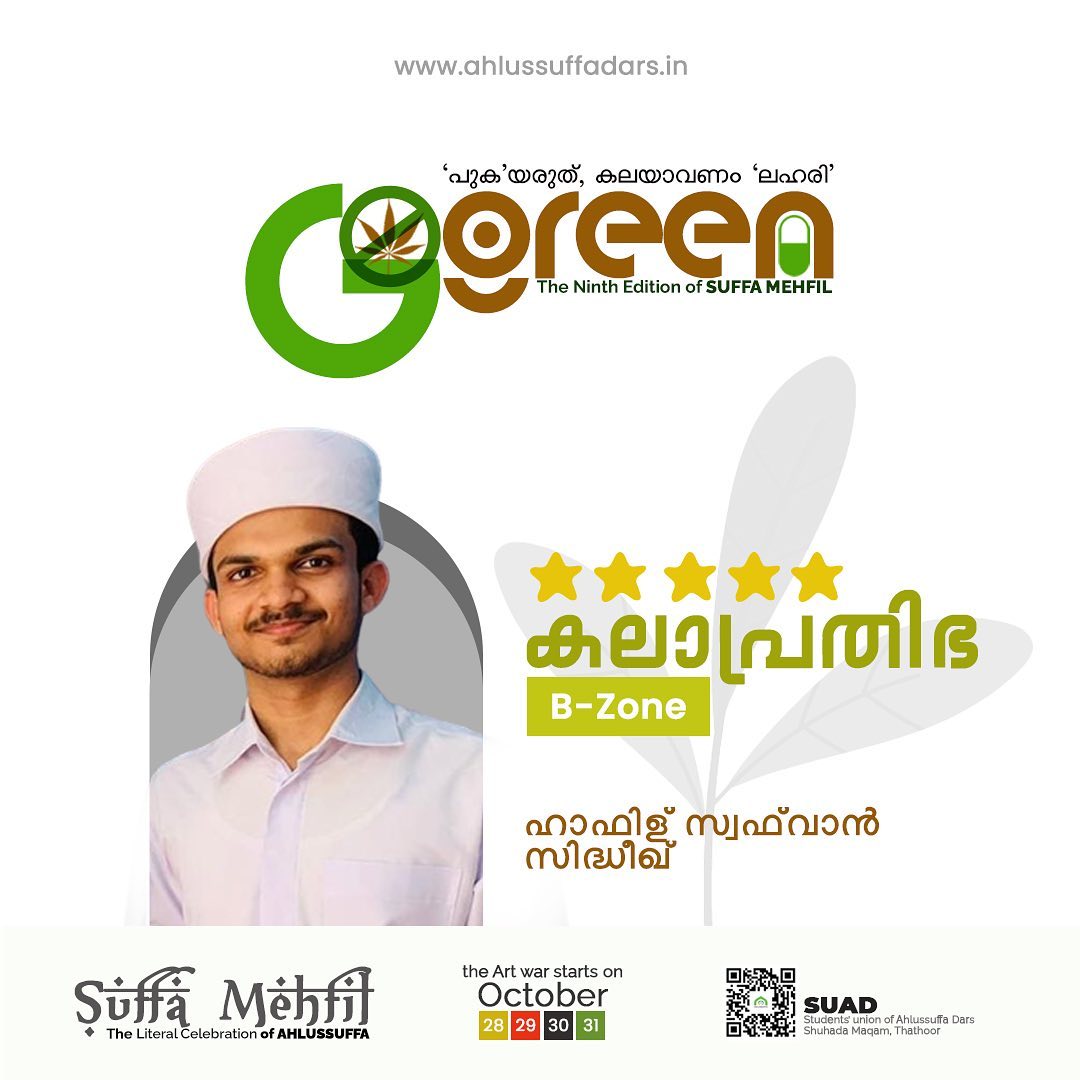 www.ahlussuffadars.in
‘പുക’യരുത്, കലയാവണം ‘ലഹരി’
Go green
The Ninth Edition of SUFFA MEHFIL
കലാപ്രതിഭ
B-Zone
ഹാഫിള് സ്വഫ്‌വാൻ
സിദ്ധീഖ്
Suffa Mehfil
The Literal Celebration of AHLUSSUFFA
the Art war starts on
October
28 29 30 31
SUAD
Students' union of Ahlussuffa Dars
Shuhada Maqam, Thathoor